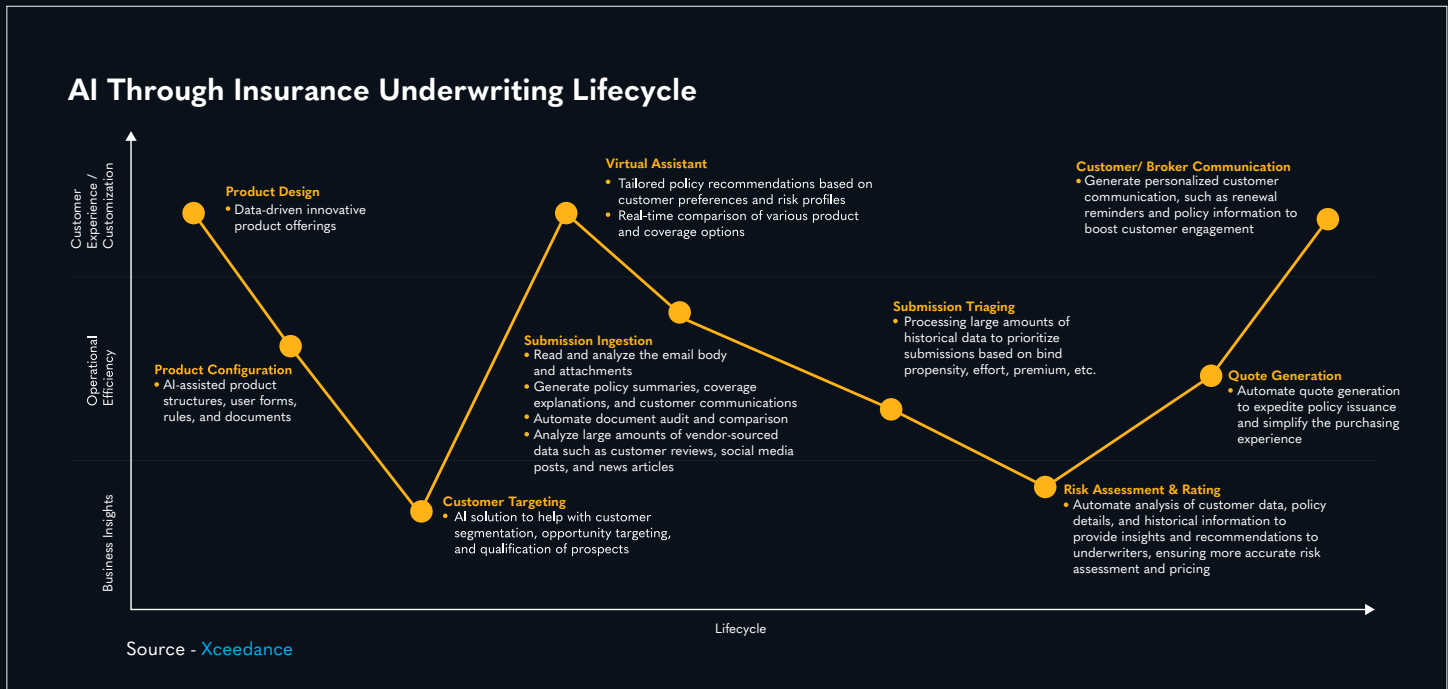 AI Through Insurance Underwriting Lifecycle
Customer
Experience /
Customization
Operational
Efficiency
Business Insights
Product Design
• Data-driven innovative
product offerings
Product Configuration
• AI-assisted product
structures, user forms,
rules, and documents
Customer Targeting
• AI solution to help with customer
segmentation, opportunity targeting,
and qualification of prospects
Virtual Assistant
• Tailored policy recommendations based on
customer preferences and risk profiles
• Real-time comparison of various product
and coverage options
Submission Ingestion
• Read and analyze the email body
and attachments
• Generate policy summaries, coverage
explanations, and customer communications
• Automate document audit and comparison
• Analyze large amounts of vendor-sourced
data such as customer reviews, social media
posts, and news articles
Submission Triaging
• Processing large amounts of
historical data to prioritize
submissions based on bind
propensity, effort, premium, etc.
Risk Assessment & Rating
• Automate analysis of customer data, policy
details, and historical information to
provide insights and recommendations to
underwriters, ensuring more accurate risk
assessment and pricing
Quote Generation
• Automate quote generation
to expedite policy issuance
and simplify the purchasing
experience
Customer/ Broker Communication
• Generate personalized customer
communication, such as renewal
reminders and policy information to
boost customer engagement
Lifecycle
Source - Xceedance